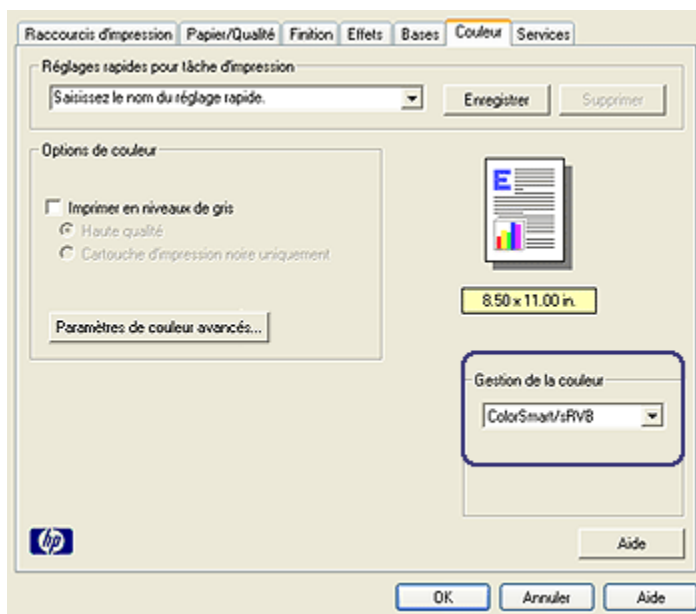 Raccourcis d'impression Papier/Qualité Finition Effets Bases Couleur Services
Réglages rapides pour tâche d'impression
Saisissez le nom du réglage rapide. Enregistrer Supprimer
Options de couleur
Imprimer en niveaux de gris
Haute qualité
Cartouche d'impression noire uniquement
Paramètres de couleur avancés...
E
8.50 x 11.00 in.
Gestion de la couleur
ColorSmart/sRVB
hp
Aide
OK Annuler Aide